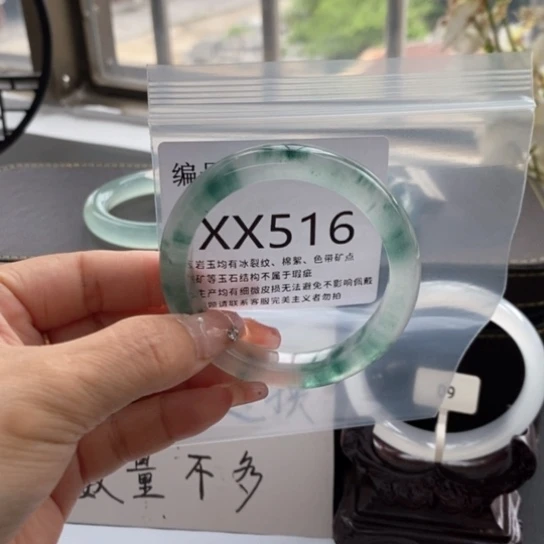 编号
XX516
岩玉均有冰裂纹、棉絮、色带矿点
矿等玉石结构不属于瑕疵
生产均有细微皮损无法避免不影响佩戴
请联系客服完美主义者勿拍
09
退换
数量不多